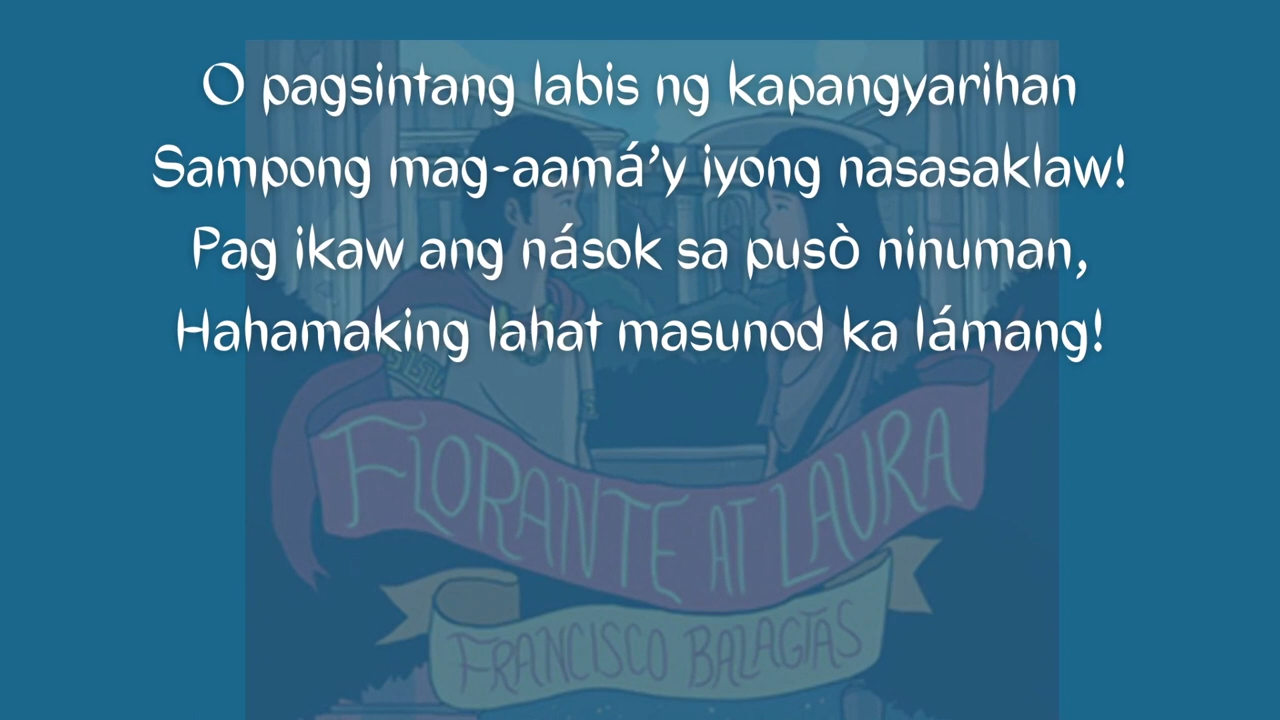 O pagsintang labis ng kapangyarihan
Sampong mag-aamá’y iyong nasasaklaw!
Pag ikaw ang nások sa pusò ninuman,
Hahamaking lahat masunod ka lámang!
FLORANTE AT LAURA
FRANCISCO BALAGTAS